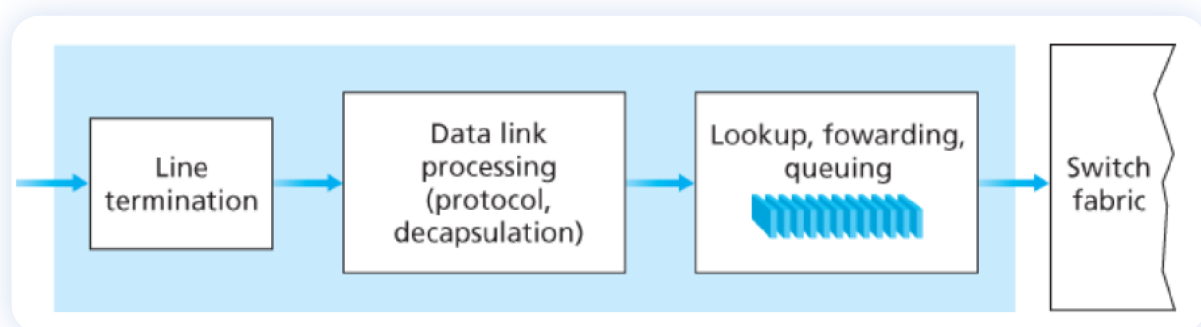 Line
termination
Data link
processing
(protocol,
decapsulation)
Lookup, fowarding,
queuing
Switch
fabric